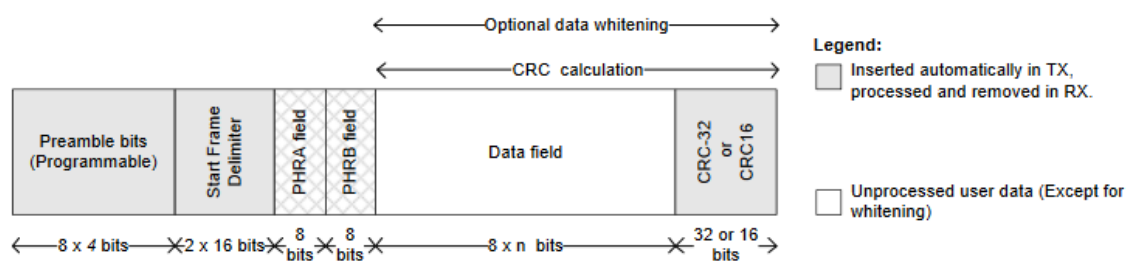 Optional data whitening
CRC calculation
Preamble bits
(Programmable)
Start Frame
Delimiter
PHRA field
PHRB field
Data field
CRC-32
or
CRC16
8 x 4 bits
2 x 16 bits
8
bits
8
bits
8 x n bits
32 or 16
bits
Legend:
Inserted automatically in TX,
processed and removed in RX.
Unprocessed user data (Except for
whitening)